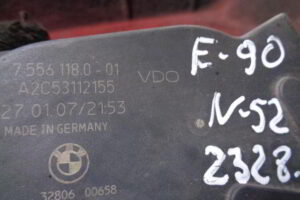 7 556 118.0 - 01
VDO
A2C53112155
27.01.07/21:53
MADE IN GERMANY
BMW
32806 00658
E-90
N-52
2328.